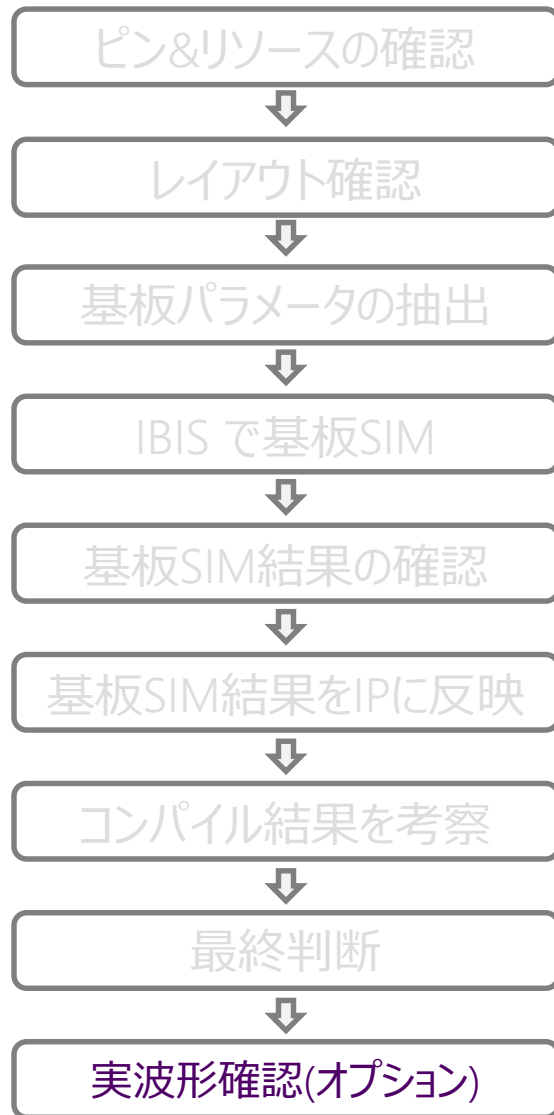 ピン&リソースの確認
レイアウト確認
基板パラメータの抽出
IBIS で基板SIM
基板SIM結果の確認
基板SIM結果をIPに反映
コンパイル結果を考察
最終判断
実波形確認(オプション)